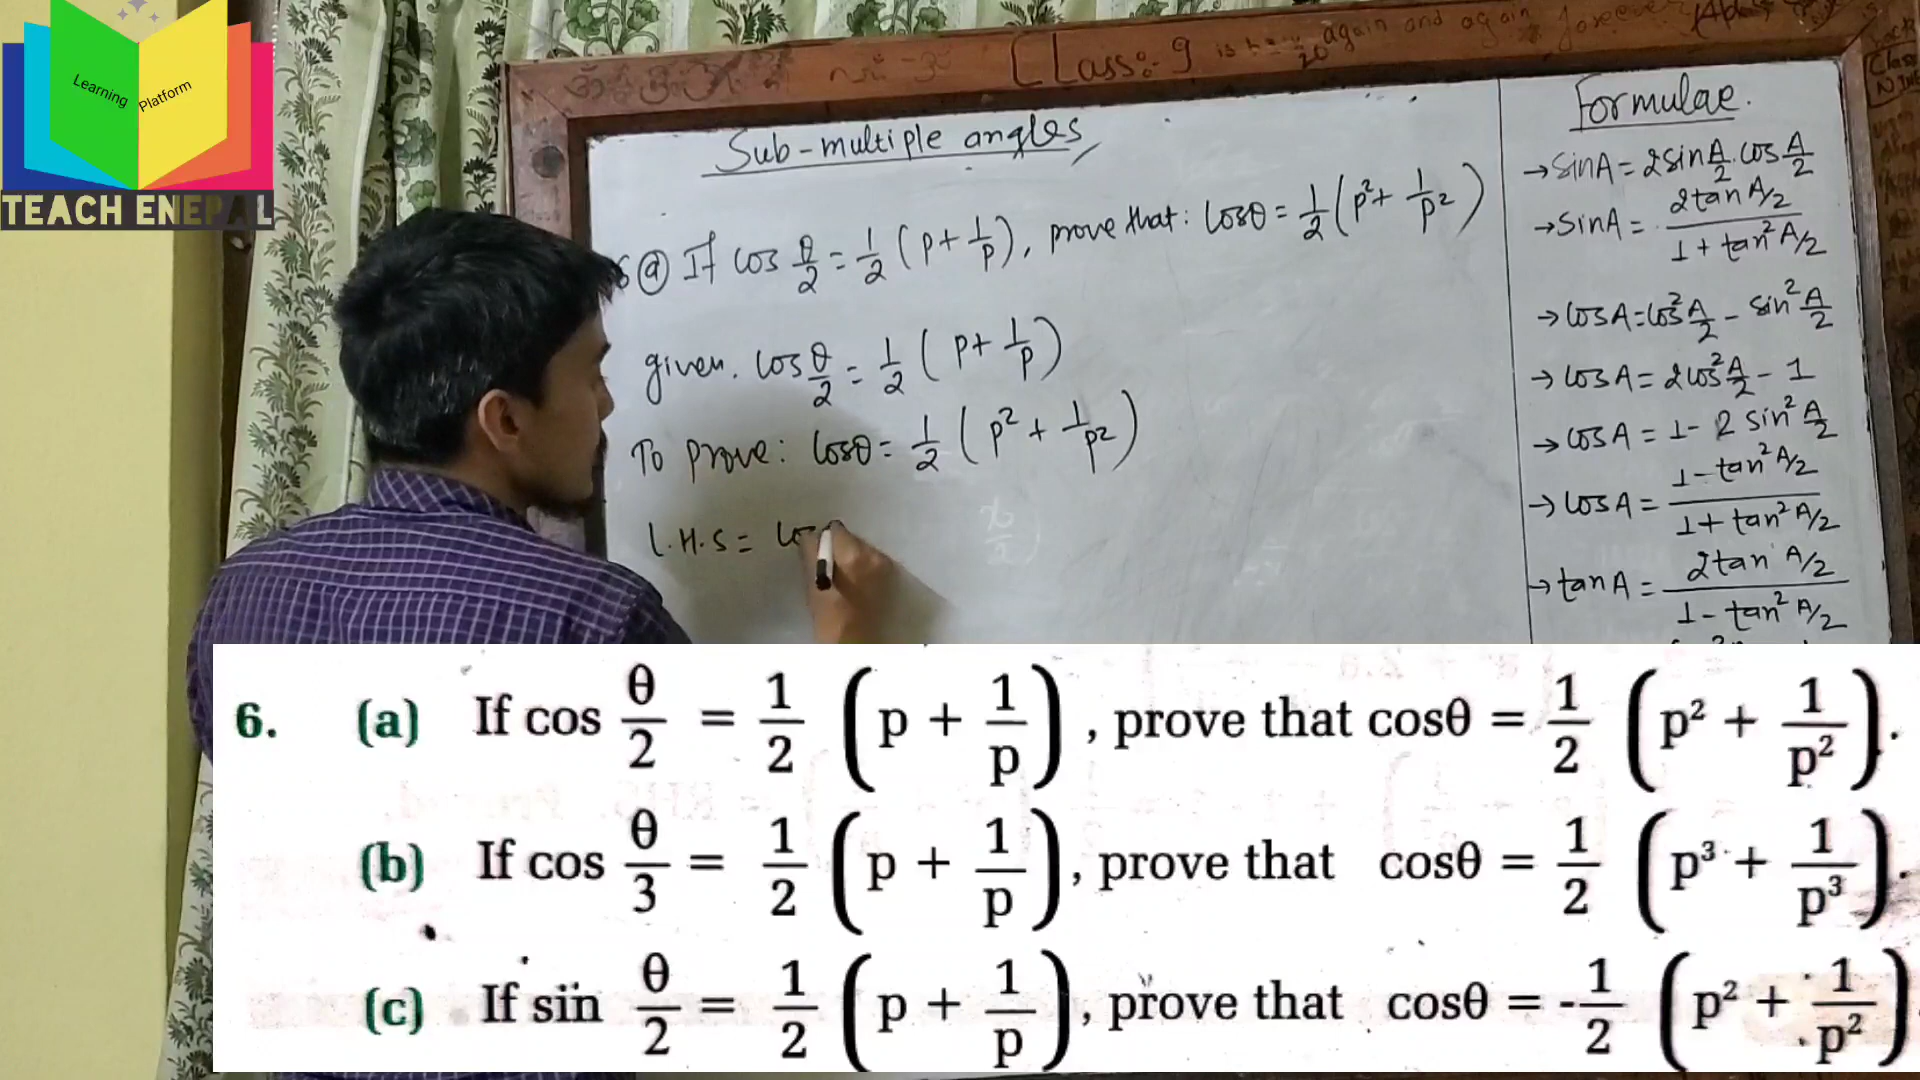 Learning Platform
TEACH ENEPAL
Class:- 9
again and again
Sub-multiple angles
Formulae.
6 (a) If cos θ/2 = 1/2 (p + 1/p), prove that: cosθ = 1/2 (p² + 1/p²)
given. cos θ/2 = 1/2 (p + 1/p)
To prove: cosθ = 1/2 (p² + 1/p²)
L.H.S =
→ sinA = 2sin A/2 . cos A/2
→ sinA = 2tan A/2 / 1 + tan² A/2
→ cosA = cos² A/2 - sin² A/2
→ cosA = 2cos² A/2 - 1
→ cosA = 1 - 2 sin² A/2
→ cosA = 1 - tan² A/2 / 1 + tan² A/2
→ tanA = 2tan A/2 / 1 - tan² A/2
6. (a) If cos θ/2 = 1/2 (p + 1/p), prove that cosθ = 1/2 (p² + 1/p²).
(b) If cos θ/3 = 1/2 (p + 1/p), prove that cosθ = 1/2 (p³ + 1/p³).
(c) If sin θ/2 = 1/2 (p + 1/p), prove that cosθ = -1/2 (p² + 1/p²)